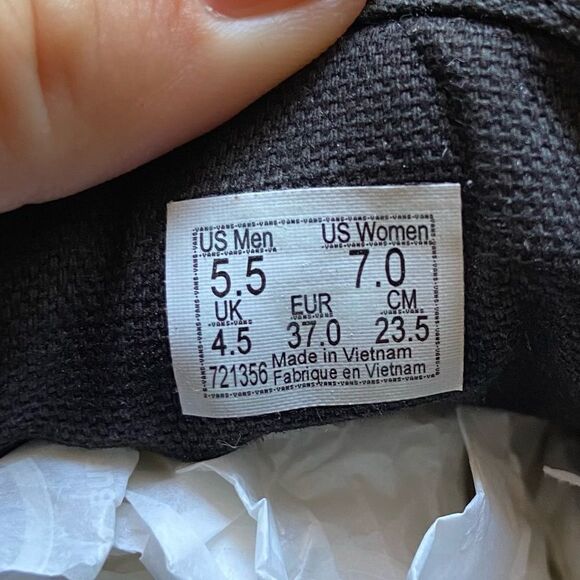 US Men US Women
5.5 7.0
UK EUR CM
4.5 37.0 23.5
Made in Vietnam
721356 Fabrique en Vietnam